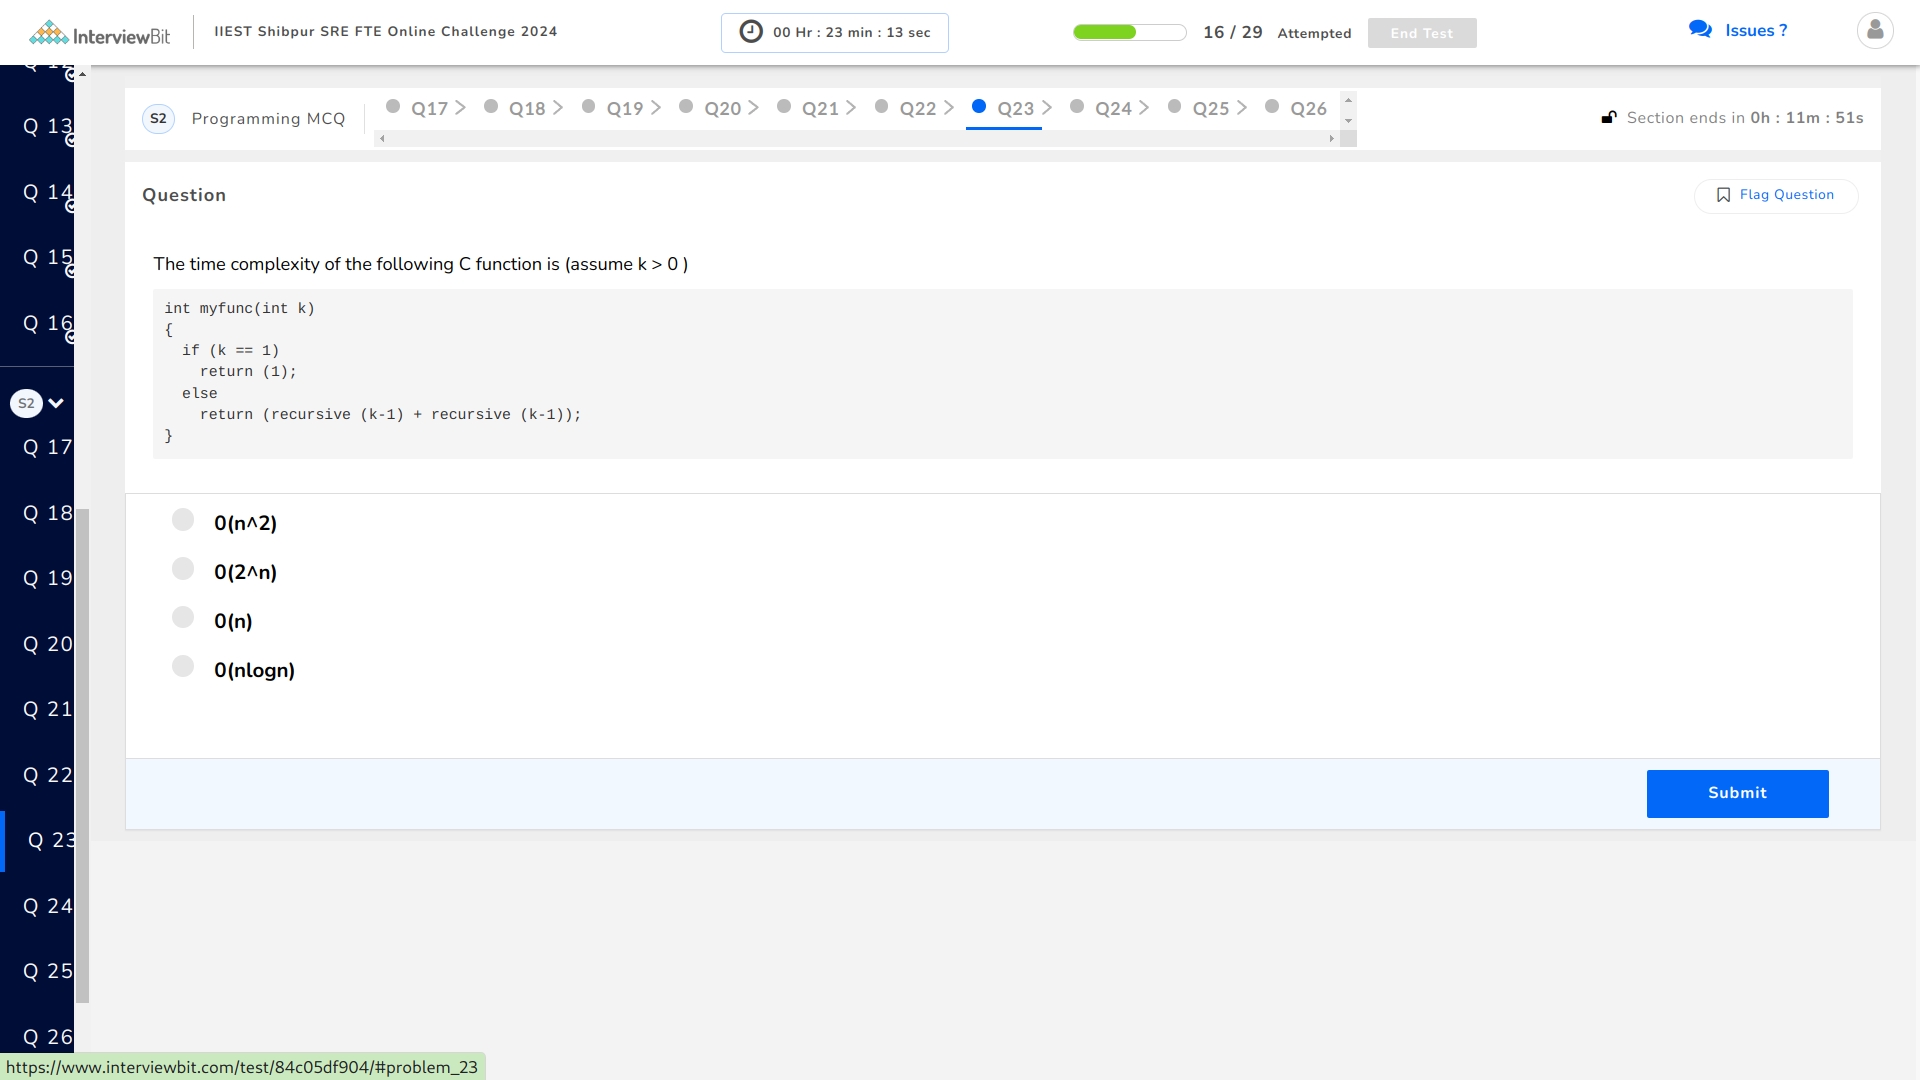 InterviewBit
IIEST Shibpur SRE FTE Online Challenge 2024
00 Hr : 23 min : 13 sec
16 / 29 Attempted
End Test
Issues ?
Q 13
Q 14
Q 15
Q 16
S2
Q 17
Q 18
Q 19
Q 20
Q 21
Q 22
Q 23
Q 24
Q 25
Q 26
S2 Programming MCQ
Q17 Q18 Q19 Q20 Q21 Q22 Q23 Q24 Q25 Q26
Section ends in 0h : 11m : 51s
Question
Flag Question
The time complexity of the following C function is (assume k > 0 )
int myfunc(int k)
{
  if (k == 1)
    return (1);
  else
    return (recursive (k-1) + recursive (k-1));
}
0(n^2)
0(2^n)
0(n)
0(nlogn)
Submit
https://www.interviewbit.com/test/84c05df904/#problem_23